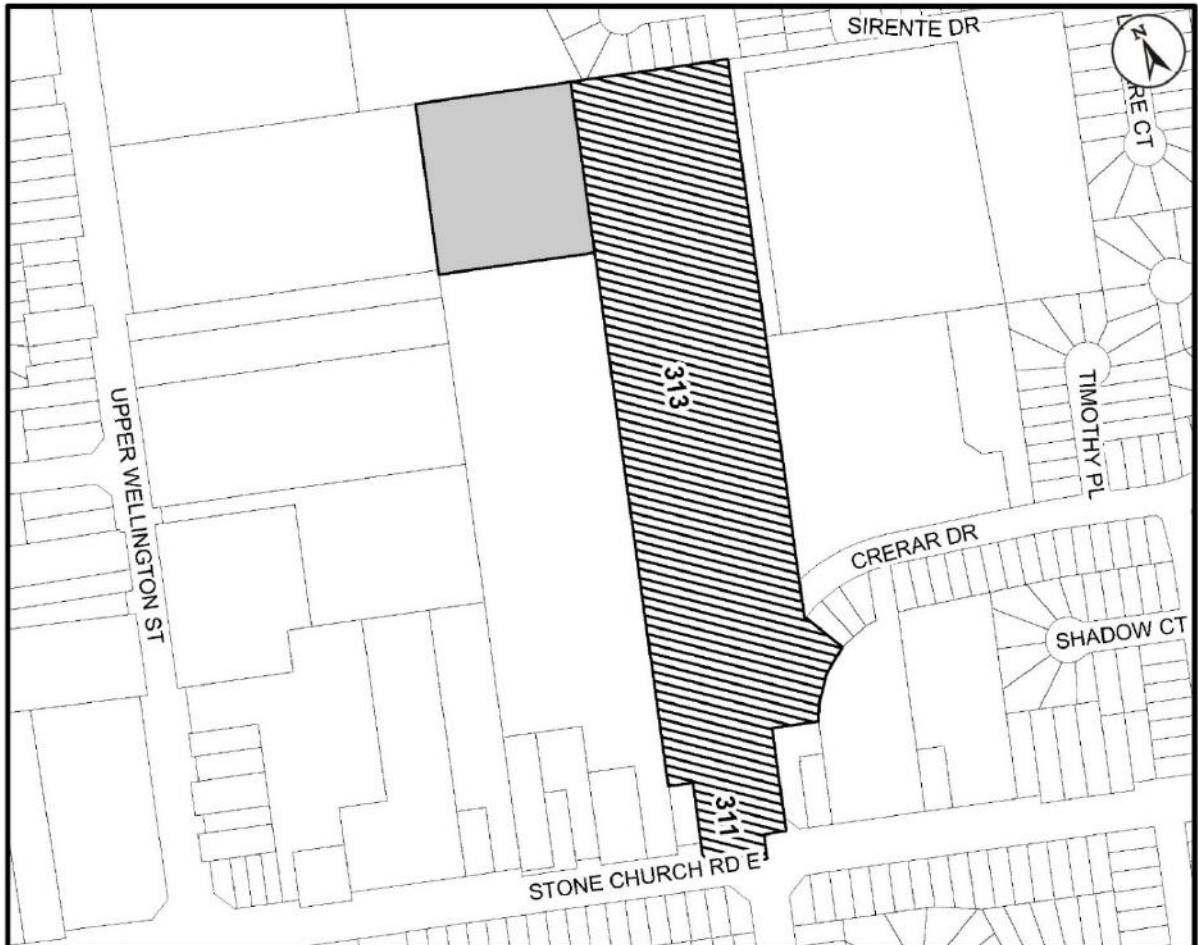 SIRENTE DR
N
RE CT
313
TIMOTHY PL
UPPER WELLINGTON ST
CRERAR DR
SHADOW CT
311
STONE CHURCH RD E